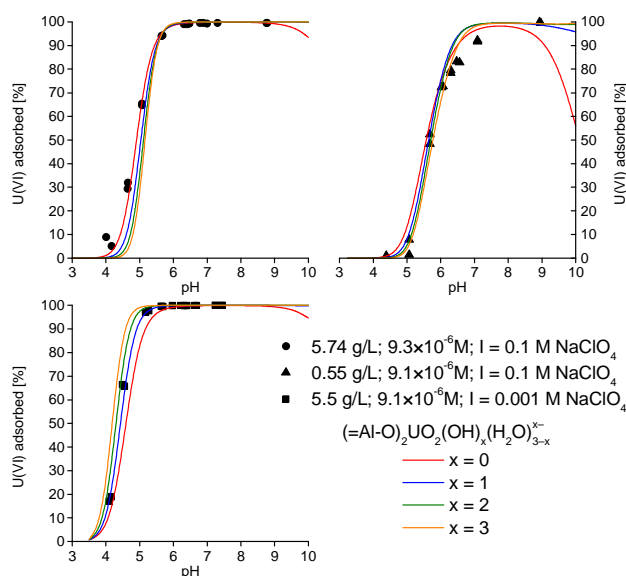 100
90
80
70
60
50
40
30
20
10
0
U(VI) adsorbed [%]
3 4 5 6 7 8 9 10
pH
100
90
80
70
60
50
40
30
20
10
0
U(VI) adsorbed [%]
3 4 5 6 7 8 9 10
pH
100
90
80
70
60
50
40
30
20
10
0
U(VI) adsorbed [%]
3 4 5 6 7 8 9 10
pH
5.74 g/L; 9.3×10⁻⁶M; I = 0.1 M NaClO₄
0.55 g/L; 9.1×10⁻⁶M; I = 0.1 M NaClO₄
5.5 g/L; 9.1×10⁻⁶M; I = 0.001 M NaClO₄
(=Al-O)₂UO₂(OH)ₓ(H₂O)₃₋ₓˣ⁻
x = 0
x = 1
x = 2
x = 3